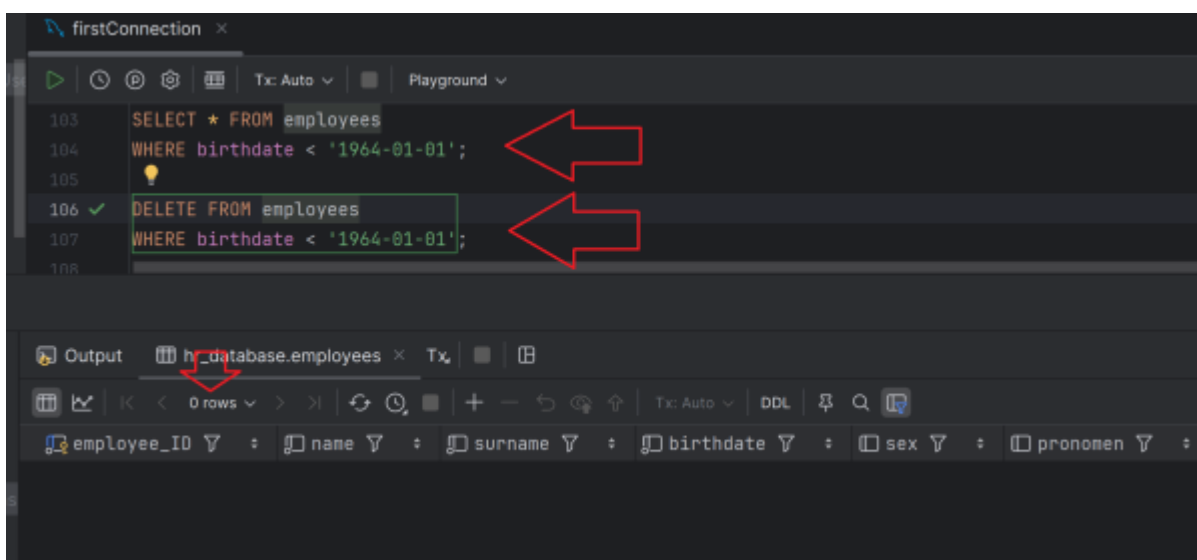 firstConnection
Tx: Auto Playground
103 SELECT * FROM employees
104 WHERE birthdate < '1964-01-01';
105
106 DELETE FROM employees
107 WHERE birthdate < '1964-01-01';
108
Output employees Tx
0 rows Tx: Auto DDL
employee_ID name surname birthdate sex pronomen